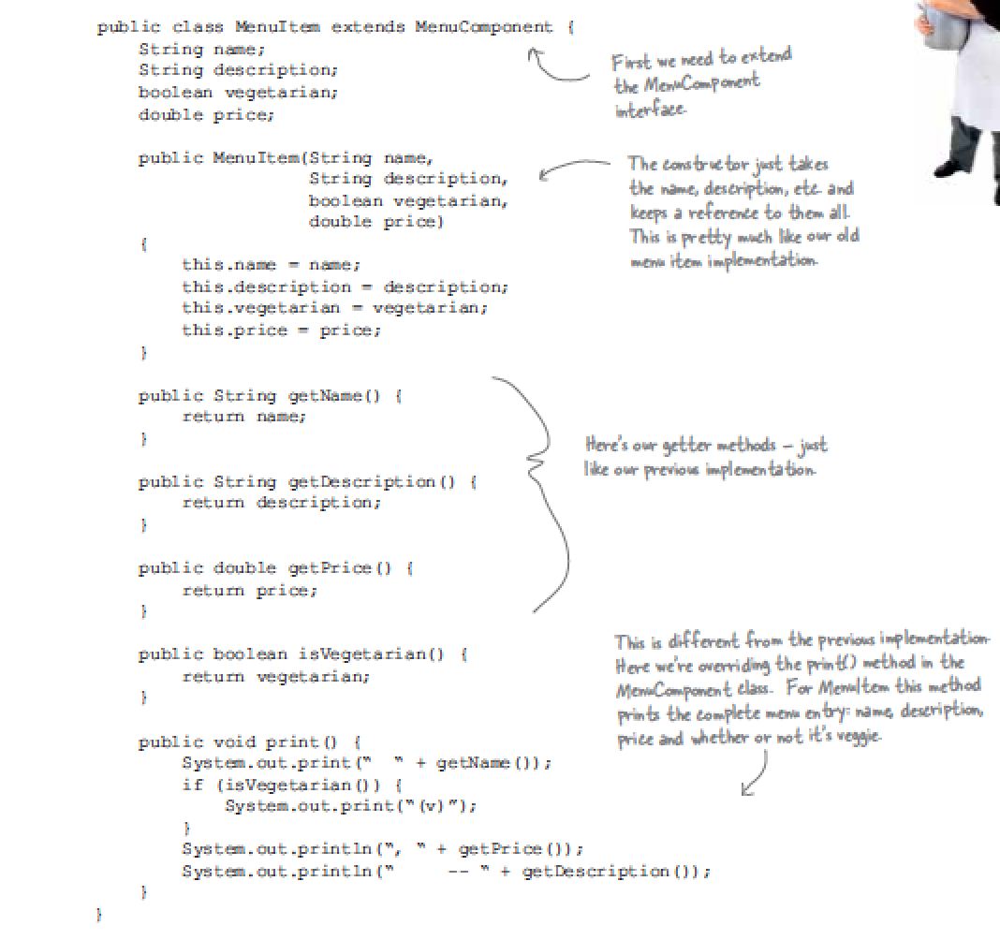 public class MenuItem extends MenuComponent {
    String name;
    String description;
    boolean vegetarian;
    double price;
First we need to extend
the MenuComponent
interface.
    public MenuItem(String name,
                    String description,
                    boolean vegetarian,
                    double price)
    {
        this.name = name;
        this.description = description;
        this.vegetarian = vegetarian;
        this.price = price;
    }
The constructor just takes
the name, description, etc. and
keeps a reference to them all.
This is pretty much like our old
menu item implementation.
    public String getName() {
        return name;
    }
    public String getDescription() {
        return description;
    }
    public double getPrice() {
        return price;
    }
Here's our getter methods – just
like our previous implementation.
    public boolean isVegetarian() {
        return vegetarian;
    }
This is different from the previous implementation.
Here we're overriding the print() method in the
MenuComponent class. For MenuItem this method
prints the complete menu entry: name, description,
price and whether or not it's veggie.
    public void print() {
        System.out.print("  " + getName());
        if (isVegetarian()) {
            System.out.print("(v)");
        }
        System.out.println(", " + getPrice());
        System.out.println("     -- " + getDescription());
    }
}